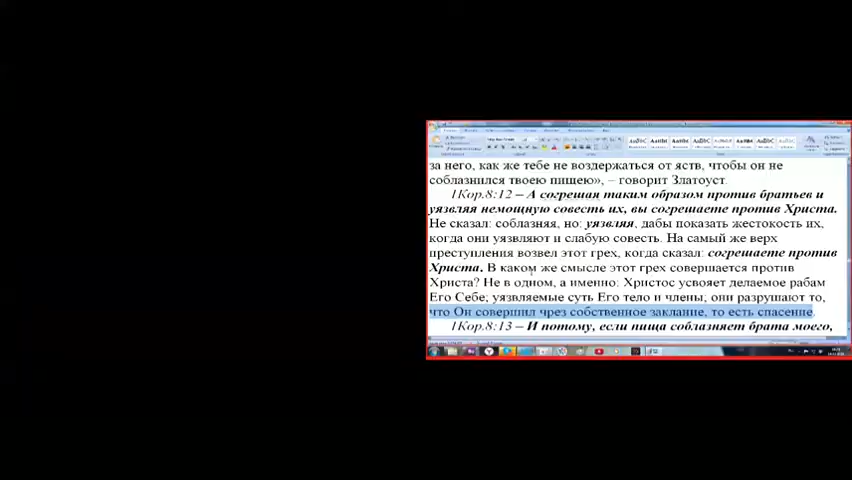 за него, как же тебе не воздержаться от яств, чтобы он не
соблазнился твоею пищею», – говорит Златоуст.
1Кор.8:12 – А согрешая таким образом против братьев и
уязвляя немощную совесть их, вы согрешаете против Христа.
Не сказал: соблазняя, но: уязвляя, дабы показать жестокость их,
когда они уязвляют и слабую совесть. На самый же верх
преступления возвел этот грех, когда сказал: согрешаете против
Христа. В каком же смысле этот грех совершается против
Христа? Не в одном, а именно: Христос усвояет делаемое рабам
Его Себе; уязвляемые суть Его тело и члены; они разрушают то,
что Он совершил чрез собственное заклание, то есть спасение.
1Кор.8:13 – И потому, если пища соблазняет брата моего,